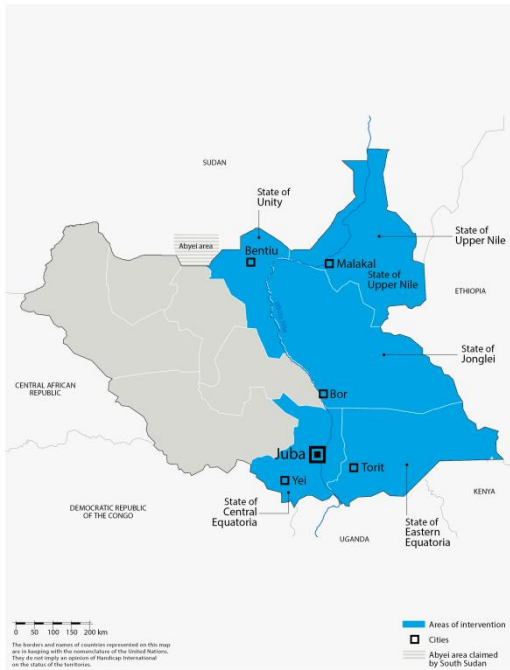 SUDAN
State of
Unity
Abyei area
Bentiu
State of
Upper Nile
Malakal
State of
Upper Nile
ETHIOPIA
State of
Jonglei
CENTRAL AFRICAN
REPUBLIC
Bor
Juba
Torit
Yei
KENYA
State of
Central
Equatoria
DEMOCRATIC REPUBLIC
OF THE CONGO
State of
Eastern
Equatoria
UGANDA
0 50 100 150 200 km
The borders and names of countries represented on this map
are in keeping with the nomenclature of the United Nations.
They do not imply an opinion of Handicap International
on the status of the territories.
Areas of intervention
Cities
Abyei area claimed
by South Sudan